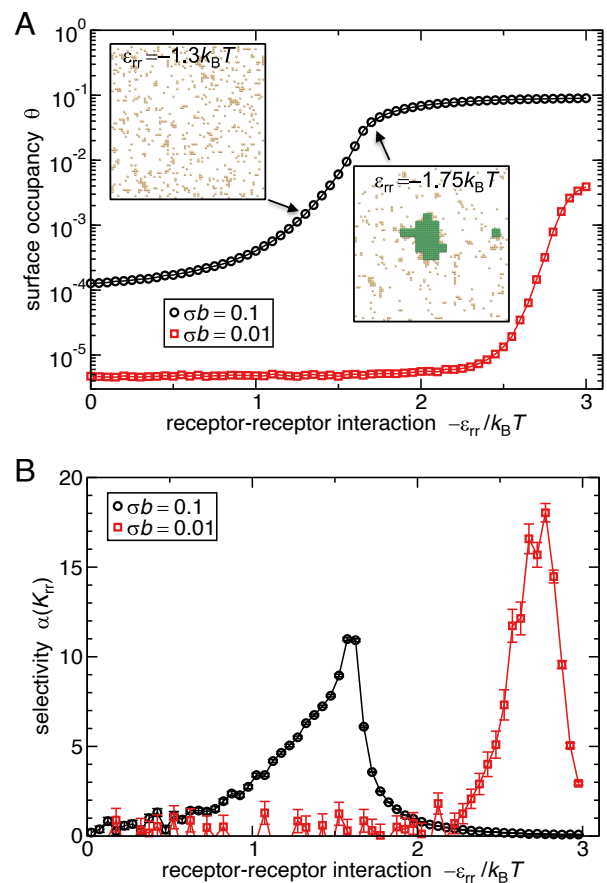 A
10⁰
10⁻¹
10⁻²
10⁻³
10⁻⁴
10⁻⁵
surface occupancy θ
εrr=−1.3kBT
εrr=−1.75kBT
σb = 0.1
σb = 0.01
0 1 2 3
receptor-receptor interaction −εrr/kBT
B
20
15
10
5
0
selectivity α(Krr)
σb = 0.1
σb = 0.01
0 1 2 3
receptor-receptor interaction −εrr/kBT